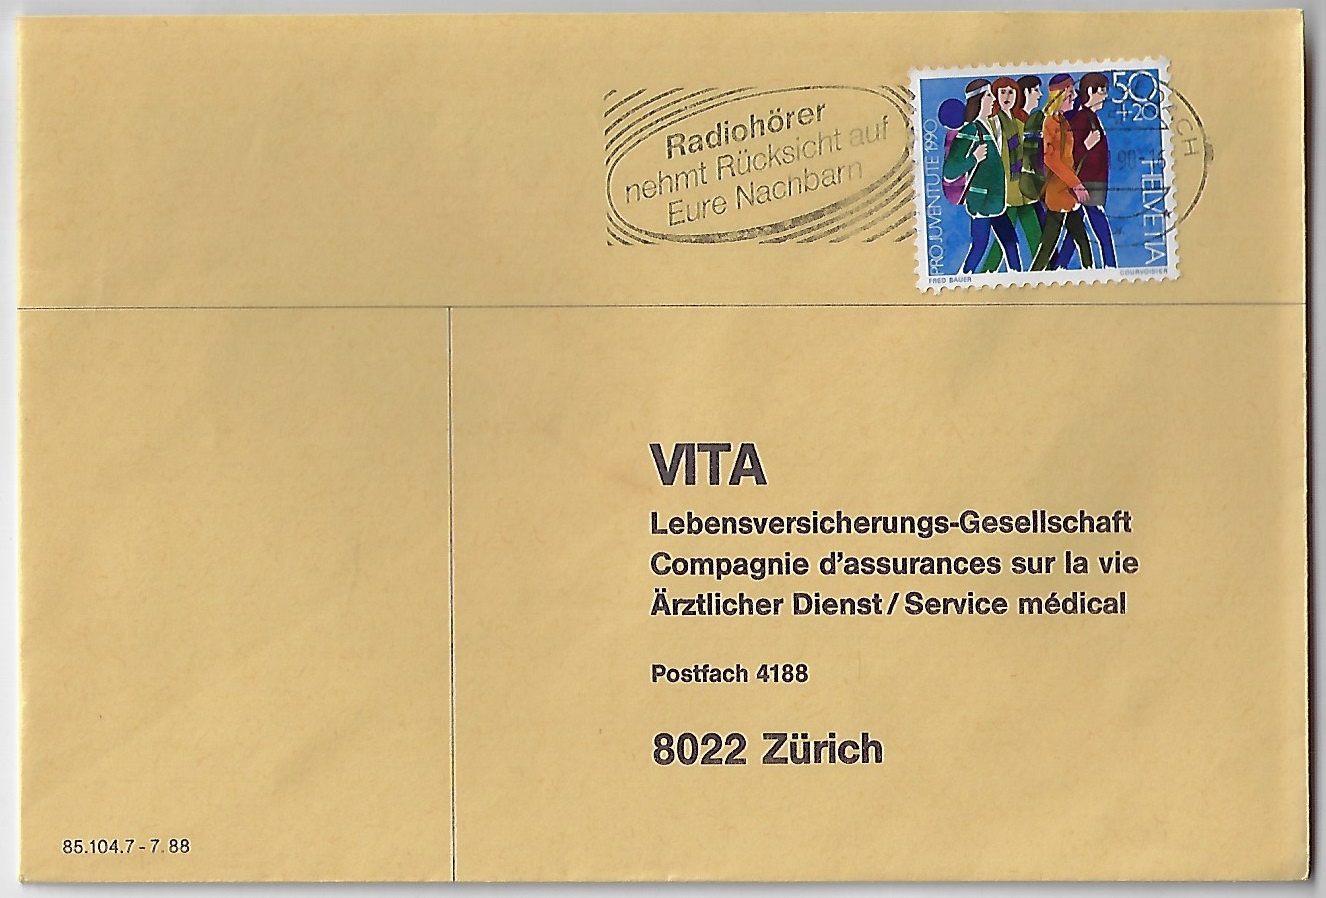 Radiohörer
nehmt Rücksicht auf
Eure Nachbarn
50
+20
PRO JUVENTUTE 1990
HELVETIA
FRED BAUER
COURVOISIER
VITA
Lebensversicherungs-Gesellschaft
Compagnie d'assurances sur la vie
Ärztlicher Dienst/Service médical
Postfach 4188
8022 Zürich
85.104.7-7.88